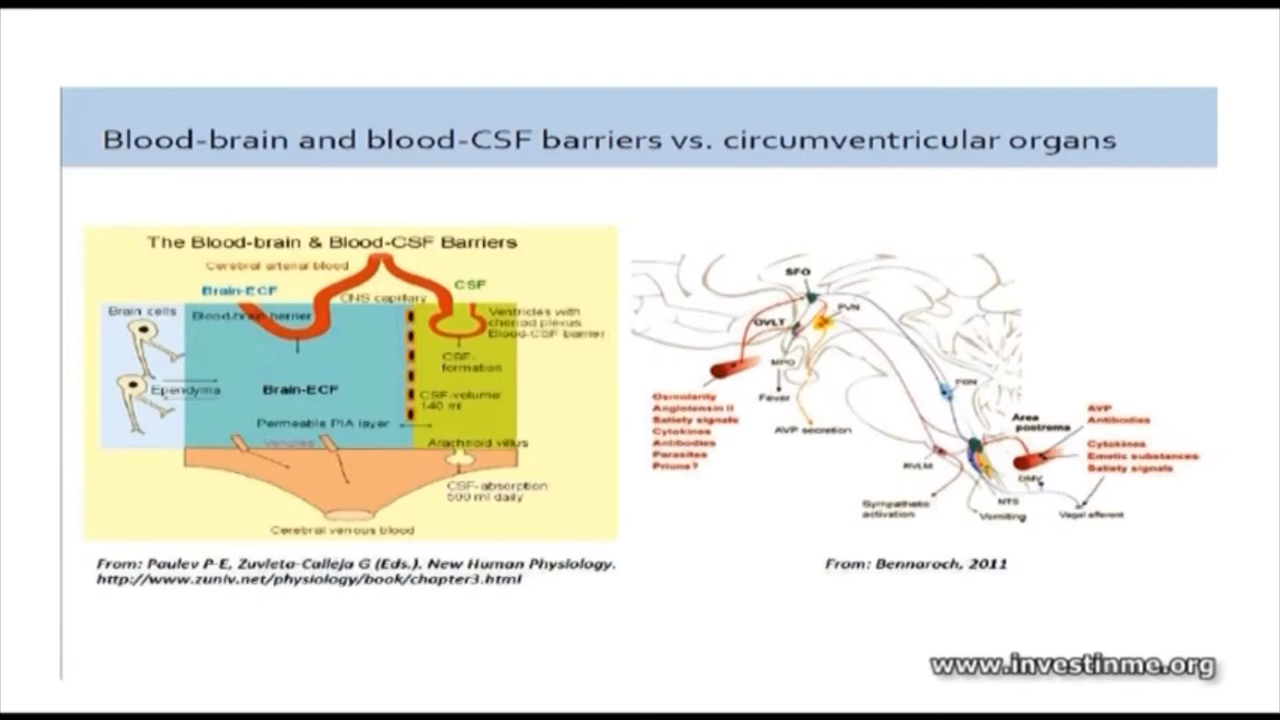 Blood-brain and blood-CSF barriers vs. circumventricular organs
The Blood-brain & Blood-CSF Barriers
Cerebral arterial blood
Brain-ECF
CSF
CNS capillary
Brain cells
Blood-brain barrier
Ventricles with
choroid plexus
Blood-CSF barrier
CSF-
formation
Ependyma
Brain-ECF
CSF-volume
140 ml
Permeable PIA layer
Venoles
Arachnoid villus
CSF-absorption
500 ml daily
Cerebral venous blood
From: Paulev P-E, Zuvieta-Calleja G (Eds.). New Human Physiology.
http://www.zuniv.net/physiology/book/chapter3.html
SFO
PVN
OVLT
MPO
Fever
AVP secretion
PBN
Osmolarity
Angiotensin II
Satiety signals
Cytokines
Antibodies
Parasites
Prions?
Area
postrema
AVP
Antibodies
Cytokines
Emetic substances
Satiety signals
RVLM
DMV
NTS
Sympathetic
activation
Vomiting
Vagal afferent
From: Bennaroch, 2011
www.investinme.org